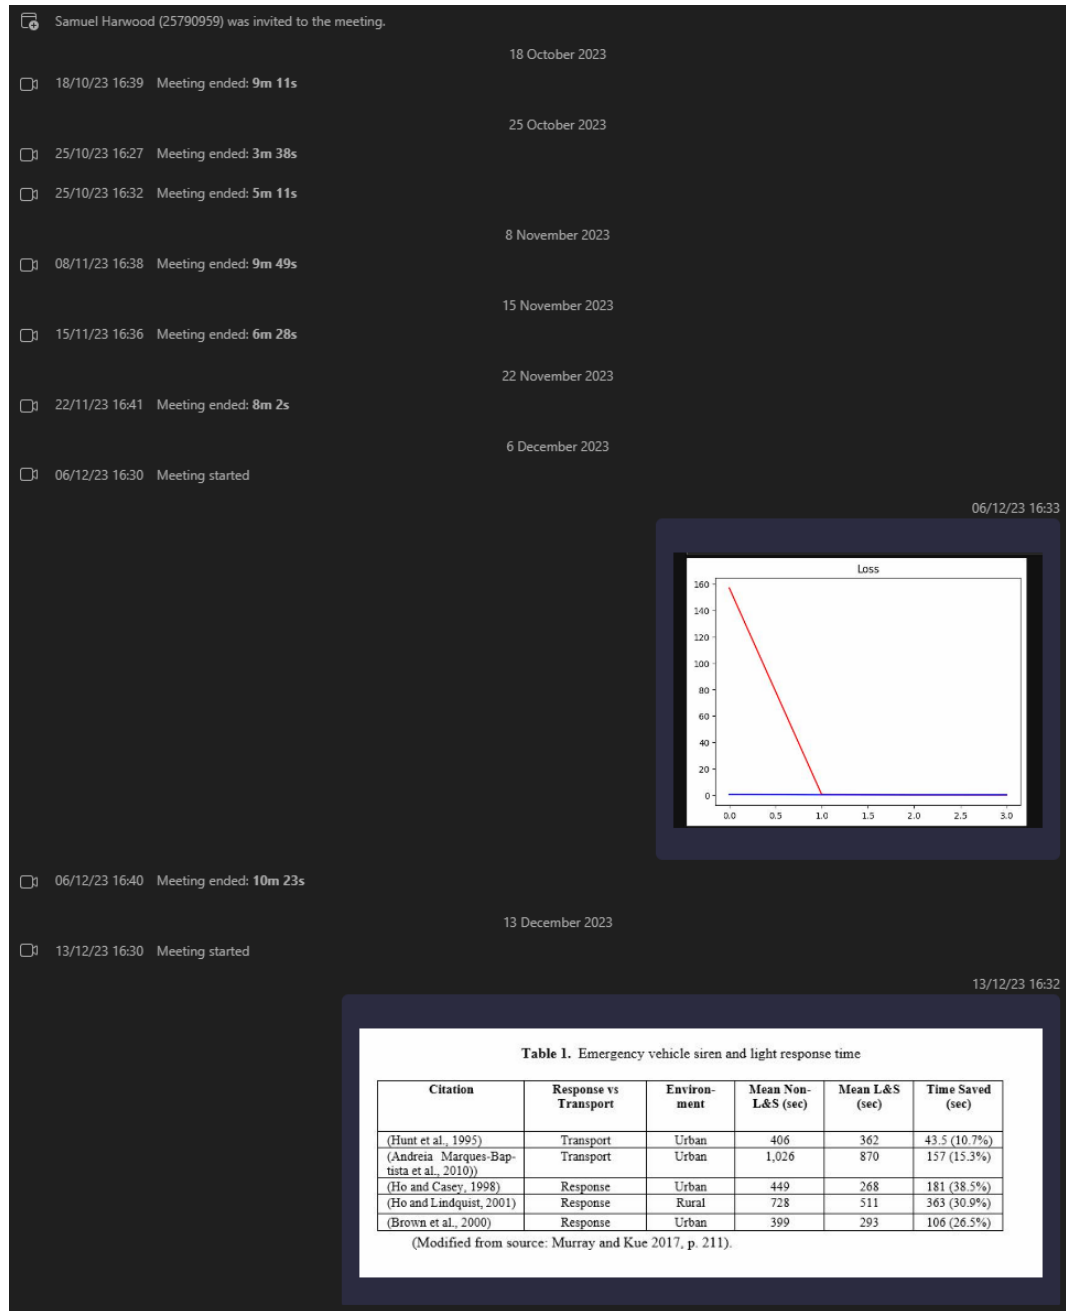 Samuel Harwood (25790959) was invited to the meeting.
18 October 2023
18/10/23 16:39 Meeting ended: 9m 11s
25 October 2023
25/10/23 16:27 Meeting ended: 3m 38s
25/10/23 16:32 Meeting ended: 5m 11s
8 November 2023
08/11/23 16:38 Meeting ended: 9m 49s
15 November 2023
15/11/23 16:36 Meeting ended: 6m 28s
22 November 2023
22/11/23 16:41 Meeting ended: 8m 2s
6 December 2023
06/12/23 16:30 Meeting started
06/12/23 16:33
Loss
160
140
120
100
80
60
40
20
0
0.0 0.5 1.0 1.5 2.0 2.5 3.0
06/12/23 16:40 Meeting ended: 10m 23s
13 December 2023
13/12/23 16:30 Meeting started
13/12/23 16:32
Table 1. Emergency vehicle siren and light response time
Citation Response vs Environ- Mean Non- Mean L&S Time Saved
Transport ment L&S (sec) (sec) (sec)
(Hunt et al., 1995) Transport Urban 406 362 43.5 (10.7%)
(Andreia Marques-Bap- Transport Urban 1,026 870 157 (15.3%)
tista et al., 2010))
(Ho and Casey, 1998) Response Urban 449 268 181 (38.5%)
(Ho and Lindquist, 2001) Response Rural 728 511 363 (30.9%)
(Brown et al., 2000) Response Urban 399 293 106 (26.5%)
(Modified from source: Murray and Kue 2017, p. 211).